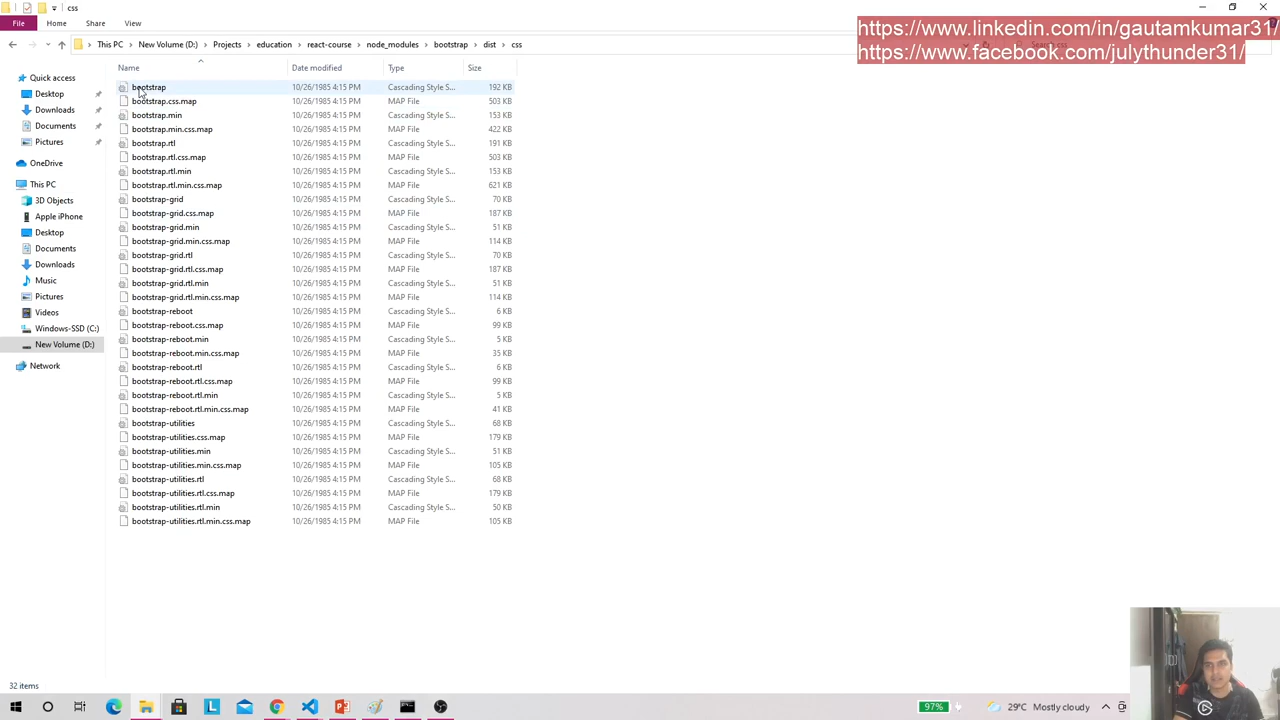 css
File Home Share View
https://www.linkedin.com/in/gautamkumar31/
https://www.facebook.com/julythunder31/
This PC > New Volume (D:) > Projects > education > react-course > node_modules > bootstrap > dist > css
Name Date modified Type Size
Quick access
Desktop
Downloads
Documents
Pictures
OneDrive
This PC
3D Objects
Apple iPhone
Desktop
Documents
Downloads
Music
Pictures
Videos
Windows-SSD (C:)
New Volume (D:)
Network
bootstrap 10/26/1985 4:15 PM Cascading Style S... 192 KB
bootstrap.css.map 10/26/1985 4:15 PM MAP File 503 KB
bootstrap.min 10/26/1985 4:15 PM Cascading Style S... 153 KB
bootstrap.min.css.map 10/26/1985 4:15 PM MAP File 422 KB
bootstrap.rtl 10/26/1985 4:15 PM Cascading Style S... 191 KB
bootstrap.rtl.css.map 10/26/1985 4:15 PM MAP File 503 KB
bootstrap.rtl.min 10/26/1985 4:15 PM Cascading Style S... 153 KB
bootstrap.rtl.min.css.map 10/26/1985 4:15 PM MAP File 621 KB
bootstrap-grid 10/26/1985 4:15 PM Cascading Style S... 70 KB
bootstrap-grid.css.map 10/26/1985 4:15 PM MAP File 187 KB
bootstrap-grid.min 10/26/1985 4:15 PM Cascading Style S... 51 KB
bootstrap-grid.min.css.map 10/26/1985 4:15 PM MAP File 114 KB
bootstrap-grid.rtl 10/26/1985 4:15 PM Cascading Style S... 70 KB
bootstrap-grid.rtl.css.map 10/26/1985 4:15 PM MAP File 187 KB
bootstrap-grid.rtl.min 10/26/1985 4:15 PM Cascading Style S... 51 KB
bootstrap-grid.rtl.min.css.map 10/26/1985 4:15 PM MAP File 114 KB
bootstrap-reboot 10/26/1985 4:15 PM Cascading Style S... 6 KB
bootstrap-reboot.css.map 10/26/1985 4:15 PM MAP File 99 KB
bootstrap-reboot.min 10/26/1985 4:15 PM Cascading Style S... 5 KB
bootstrap-reboot.min.css.map 10/26/1985 4:15 PM MAP File 35 KB
bootstrap-reboot.rtl 10/26/1985 4:15 PM Cascading Style S... 6 KB
bootstrap-reboot.rtl.css.map 10/26/1985 4:15 PM MAP File 99 KB
bootstrap-reboot.rtl.min 10/26/1985 4:15 PM Cascading Style S... 5 KB
bootstrap-reboot.rtl.min.css.map 10/26/1985 4:15 PM MAP File 41 KB
bootstrap-utilities 10/26/1985 4:15 PM Cascading Style S... 68 KB
bootstrap-utilities.css.map 10/26/1985 4:15 PM MAP File 179 KB
bootstrap-utilities.min 10/26/1985 4:15 PM Cascading Style S... 51 KB
bootstrap-utilities.min.css.map 10/26/1985 4:15 PM MAP File 105 KB
bootstrap-utilities.rtl 10/26/1985 4:15 PM Cascading Style S... 68 KB
bootstrap-utilities.rtl.css.map 10/26/1985 4:15 PM MAP File 179 KB
bootstrap-utilities.rtl.min 10/26/1985 4:15 PM Cascading Style S... 50 KB
bootstrap-utilities.rtl.min.css.map 10/26/1985 4:15 PM MAP File 105 KB
32 items
97% 29°C Mostly cloudy